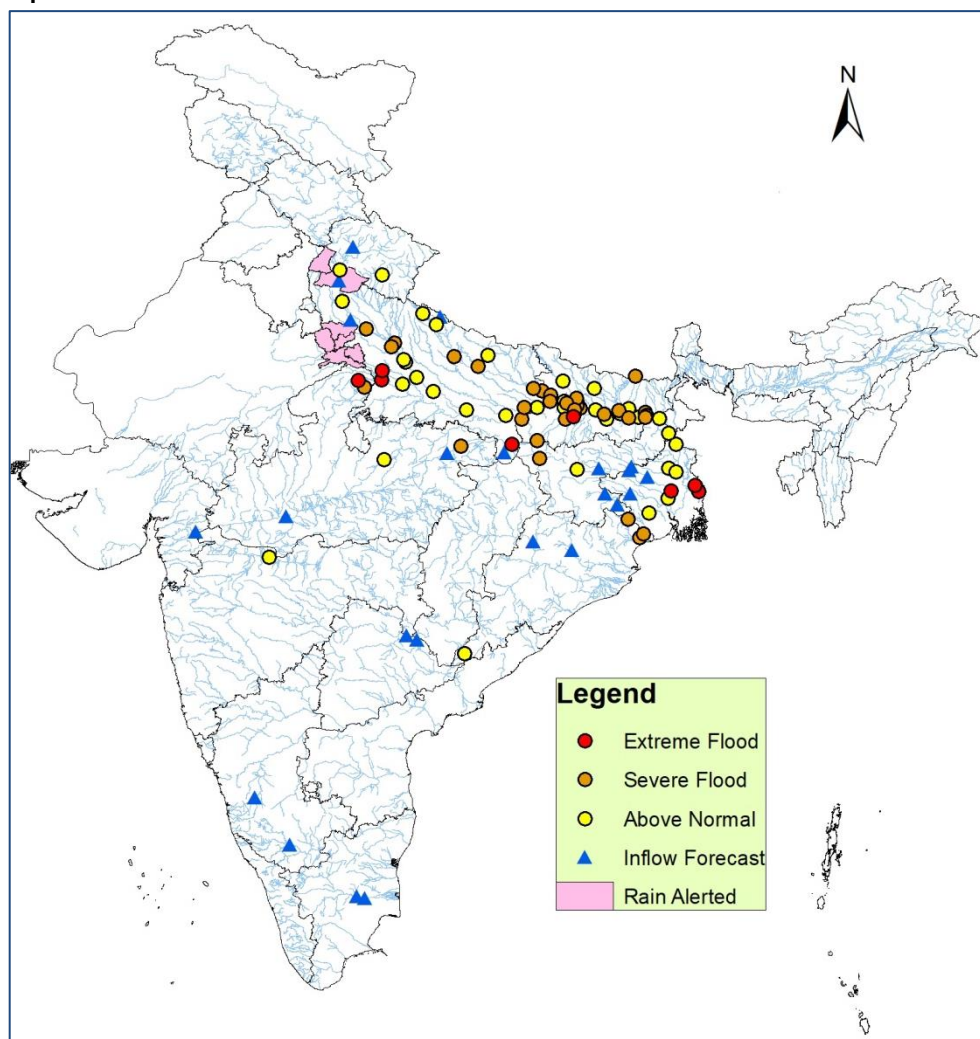 N
Legend
Extreme Flood
Severe Flood
Above Normal
Inflow Forecast
Rain Alerted